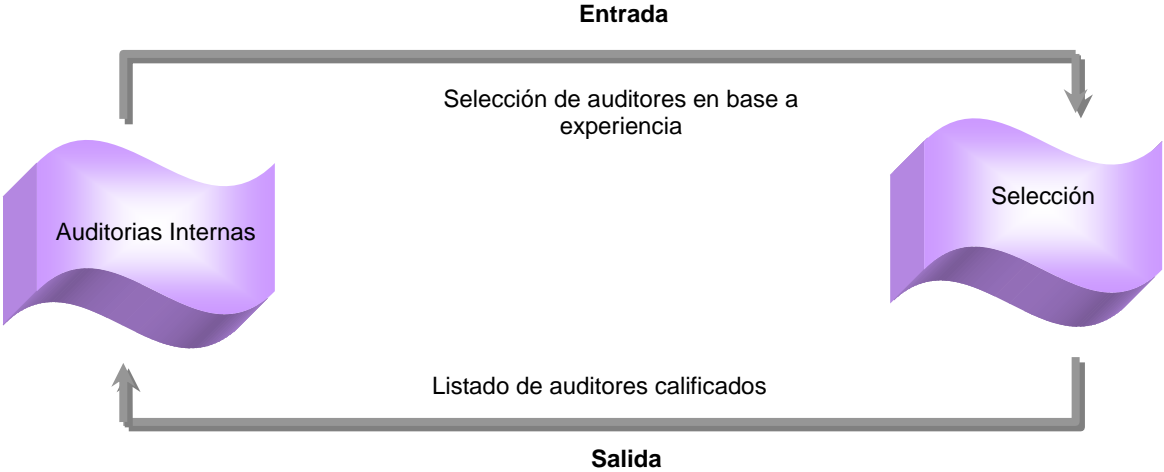 Entrada
Selección de auditores en base a
experiencia
Selección
Auditorias Internas
Listado de auditores calificados
Salida